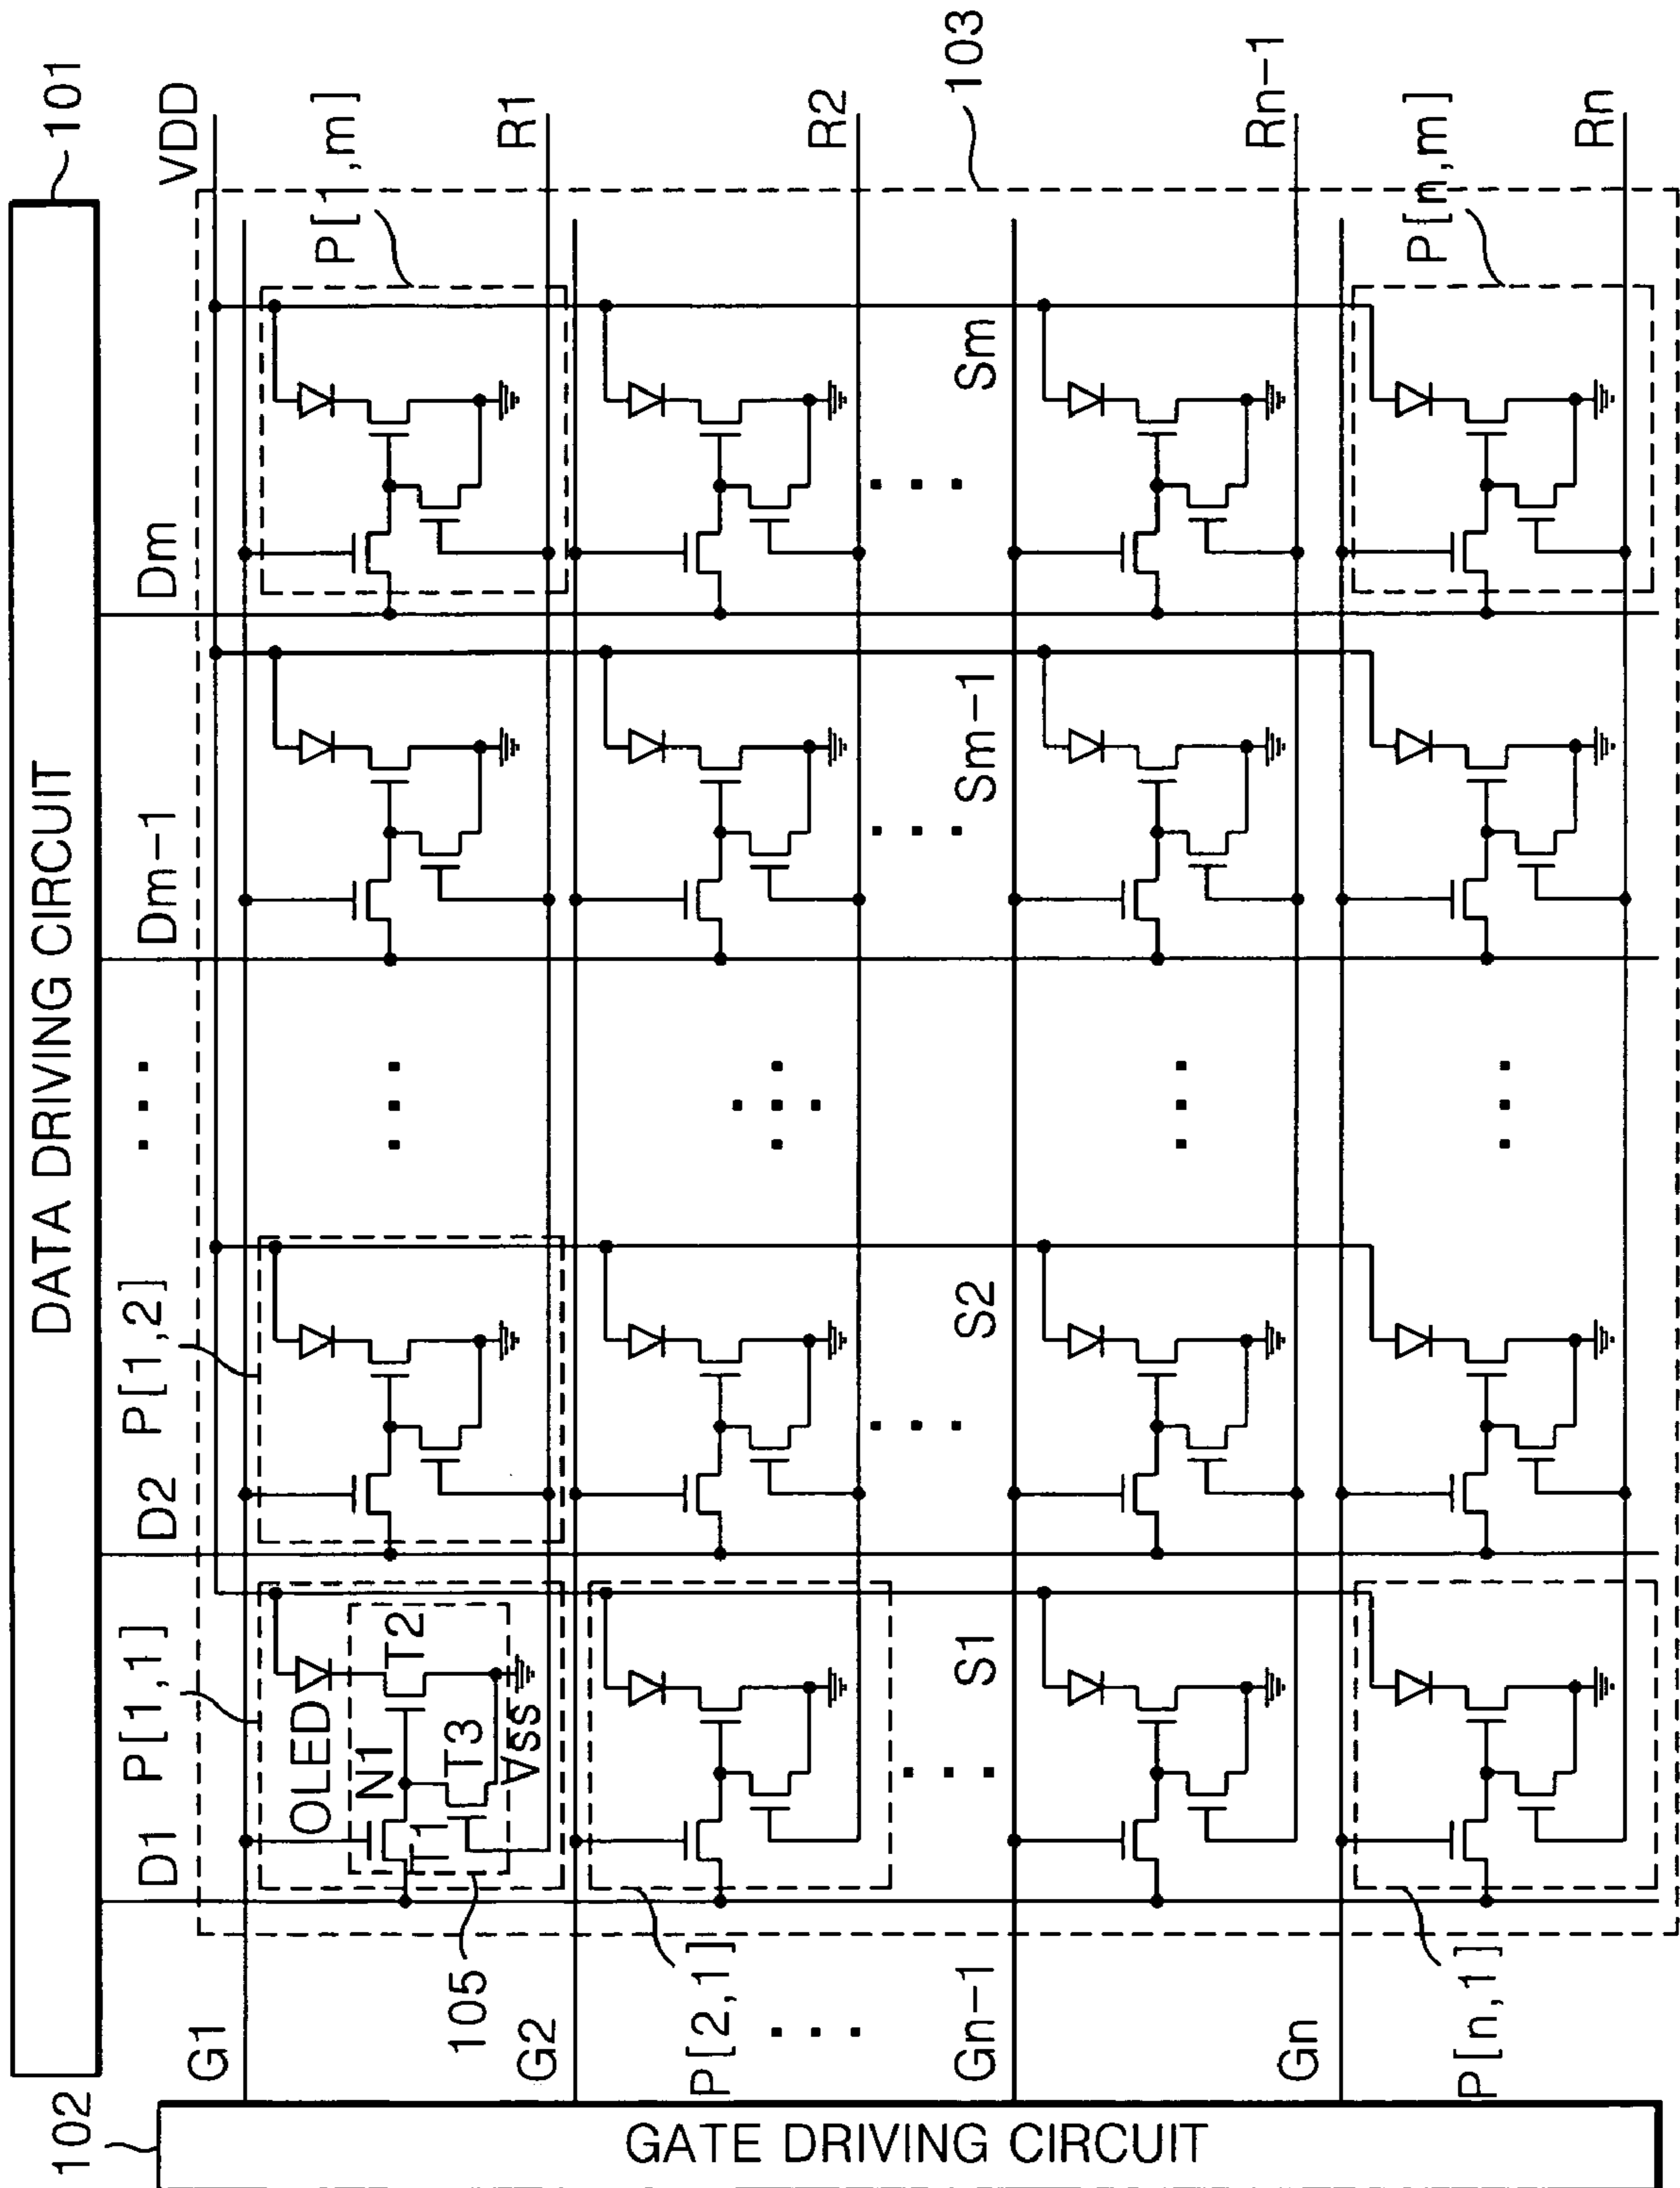 101
DATA DRIVING CIRCUIT
102
D1 P[1,1] D2 P[1,2] Dm-1 Dm
VDD
G1
OLED
N1 T2
T1
T3
Vss
105
P[1,m]
R1
G2
P[2,1]
R2
103
Gn-1
S1 S2 Sm-1 Sm
Rn-1
Gn
P[n,1]
P[n,m]
Rn
GATE DRIVING CIRCUIT